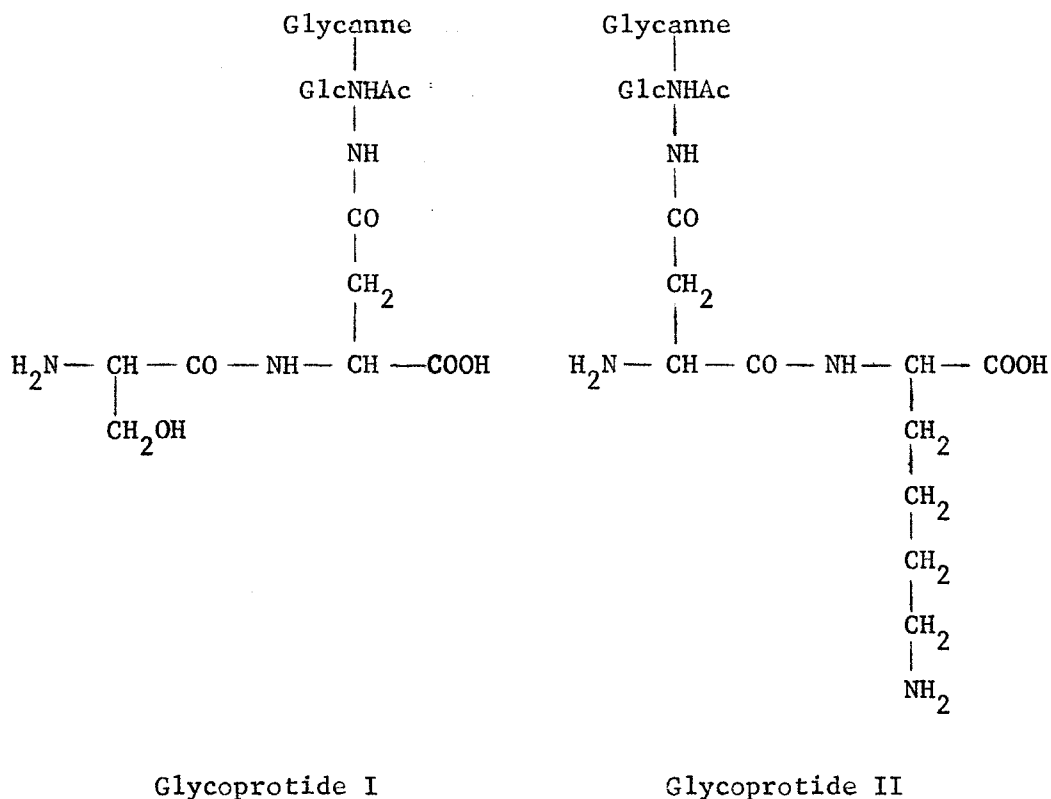 Glycanne Glycanne
GlcNHAc GlcNHAc
NH NH
CO CO
CH2 CH2
H2N — CH — CO — NH — CH — COOH H2N — CH — CO — NH — CH — COOH
CH2OH CH2
CH2
CH2
CH2
NH2
Glycoprotide I Glycoprotide II